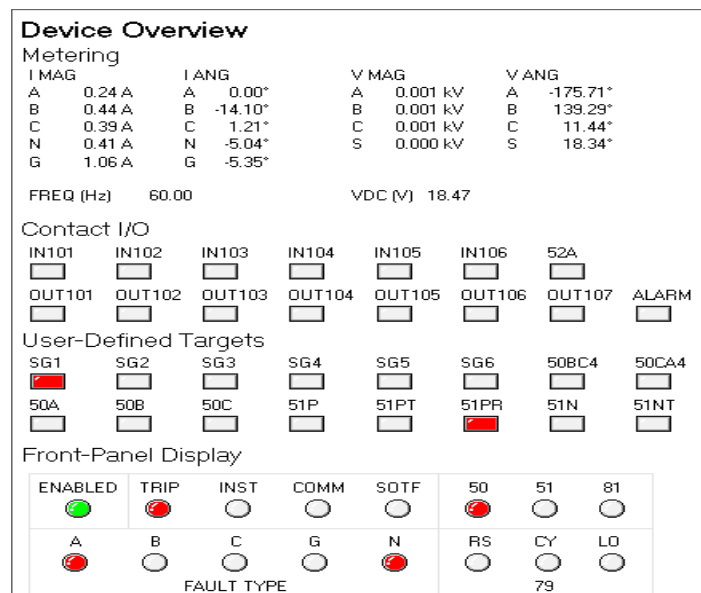 Device Overview
Metering
I MAG I ANG V MAG V ANG
A 0.24 A A 0.00° A 0.001 kV A -175.71°
B 0.44 A B -14.10° B 0.001 kV B 139.29°
C 0.39 A C 1.21° C 0.001 kV C 11.44°
N 0.41 A N -5.04° S 0.000 kV S 18.34°
G 1.06 A G -5.35°
FREQ (Hz) 60.00 VDC (V) 18.47
Contact I/O
IN101 IN102 IN103 IN104 IN105 IN106 52A
OUT101 OUT102 OUT103 OUT104 OUT105 OUT106 OUT107 ALARM
User-Defined Targets
SG1 SG2 SG3 SG4 SG5 SG6 50BC4 50CA4
50A 50B 50C 51P 51PT 51PR 51N 51NT
Front-Panel Display
ENABLED TRIP INST COMM SOTF 50 51 81
A B C G N RS CY LO
FAULT TYPE 79